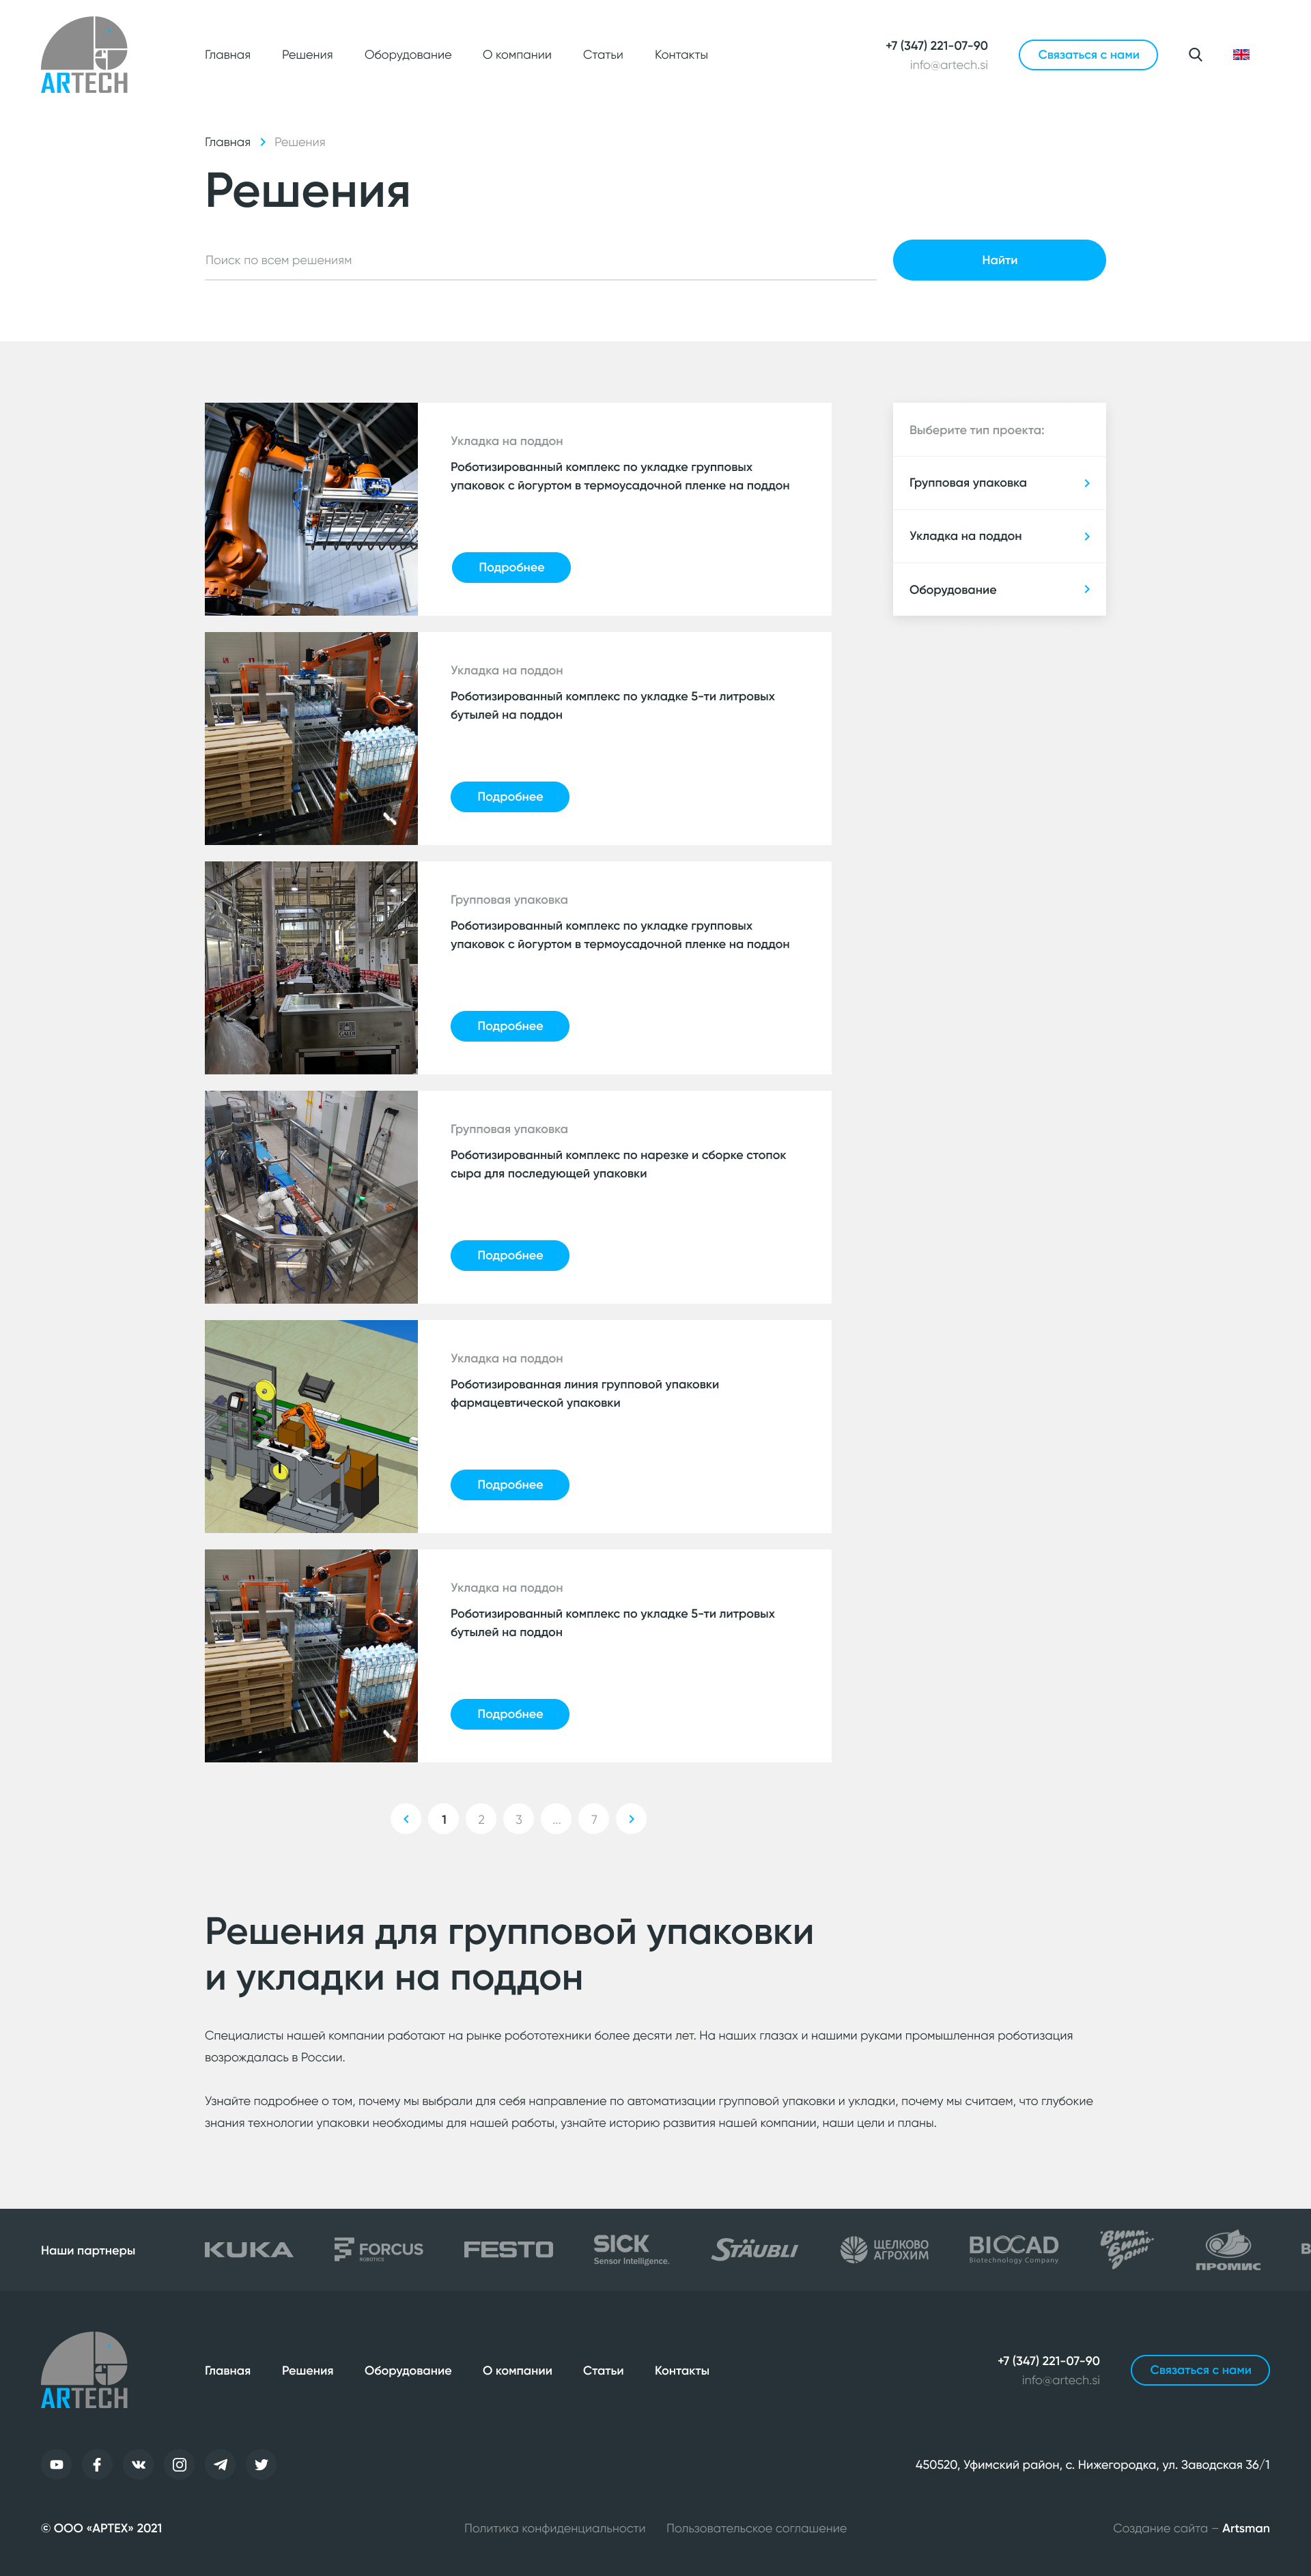 ARTECH
Главная
Решения
Оборудование
О компании
Статьи
Контакты
+7 (347) 221-07-90
info@artech.si
Связаться с нами
Главная
Решения
Решения
Поиск по всем решениям
Найти
Укладка на поддон
Роботизированный комплекс по укладке групповых
упаковок с йогуртом в термоусадочной пленке на поддон
Подробнее
Выберите тип проекта:
Групповая упаковка
Укладка на поддон
Оборудование
Укладка на поддон
Роботизированный комплекс по укладке 5-ти литровых
бутылей на поддон
Подробнее
Групповая упаковка
Роботизированный комплекс по укладке групповых
упаковок с йогуртом в термоусадочной пленке на поддон
Подробнее
Групповая упаковка
Роботизированный комплекс по нарезке и сборке стопок
сыра для последующей упаковки
Подробнее
Укладка на поддон
Роботизированная линия групповой упаковки
фармацевтической упаковки
Подробнее
Укладка на поддон
Роботизированный комплекс по укладке 5-ти литровых
бутылей на поддон
Подробнее
1 2 3 ... 7
Решения для групповой упаковки
и укладки на поддон
Специалисты нашей компании работают на рынке робототехники более десяти лет. На наших глазах и нашими руками промышленная роботизация
возрождалась в России.
Узнайте подробнее о том, почему мы выбрали для себя направление по автоматизации групповой упаковки и укладки, почему мы считаем, что глубокие
знания технологии упаковки необходимы для нашей работы, узнайте историю развития нашей компании, наши цели и планы.
Наши партнеры
KUKA
FORCUS
ROBOTICS
FESTO
SICK
Sensor Intelligence.
STÄUBLI
ЩЕЛКОВО
АГРОХИМ
BIOCAD
Biotechnology Company
ВИММ
БИЛЛЬ
ДАНН
ПРОМИС
ARTECH
Главная
Решения
Оборудование
О компании
Статьи
Контакты
+7 (347) 221-07-90
info@artech.si
Связаться с нами
450520, Уфимский район, с. Нижегородка, ул. Заводская 36/1
© ООО «АРТЕХ» 2021
Политика конфиденциальности
Пользовательское соглашение
Создание сайта – Artsman